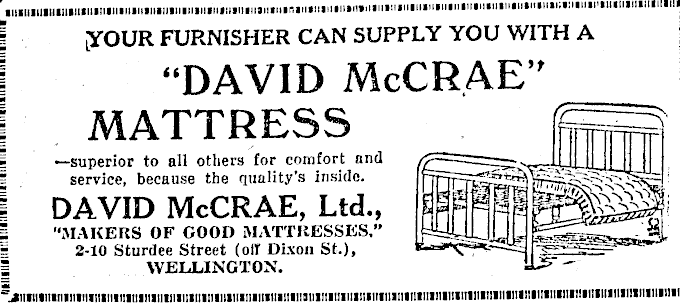 YOUR FURNISHER CAN SUPPLY YOU WITH A
"DAVID McCRAE"
MATTRESS
—superior to all others for comfort and
service, because the quality's inside.
DAVID McCRAE, Ltd.,
"MAKERS OF GOOD MATTRESSES,"
2-10 Sturdee Street (off Dixon St.),
WELLINGTON.